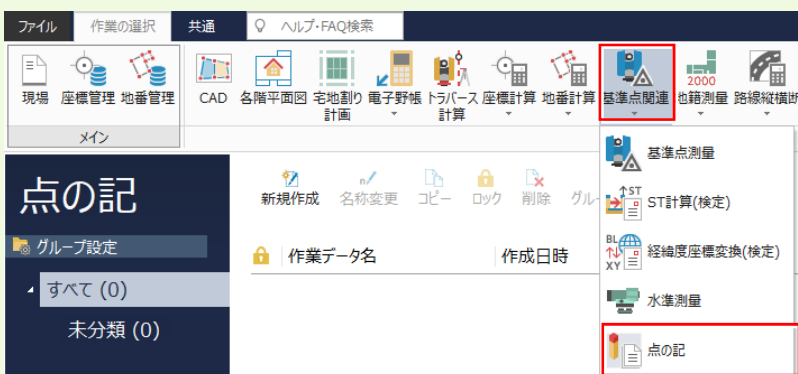 ファイル 作業の選択 共通 ヘルプ・FAQ検索
現場 座標管理 地番管理 CAD 各階平面図 宅地割り計画 電子野帳 トラバース計算 座標計算 地番計算 基準点関連 2000 地籍測量 路線縦横断
メイン
点の記
新規作成 名称変更 コピー ロック 削除 グルー
グループ設定
作業データ名 作成日時
すべて (0)
未分類 (0)
基準点測量
ST ST計算(検定)
BL XY 経緯度座標変換(検定)
水準測量
点の記